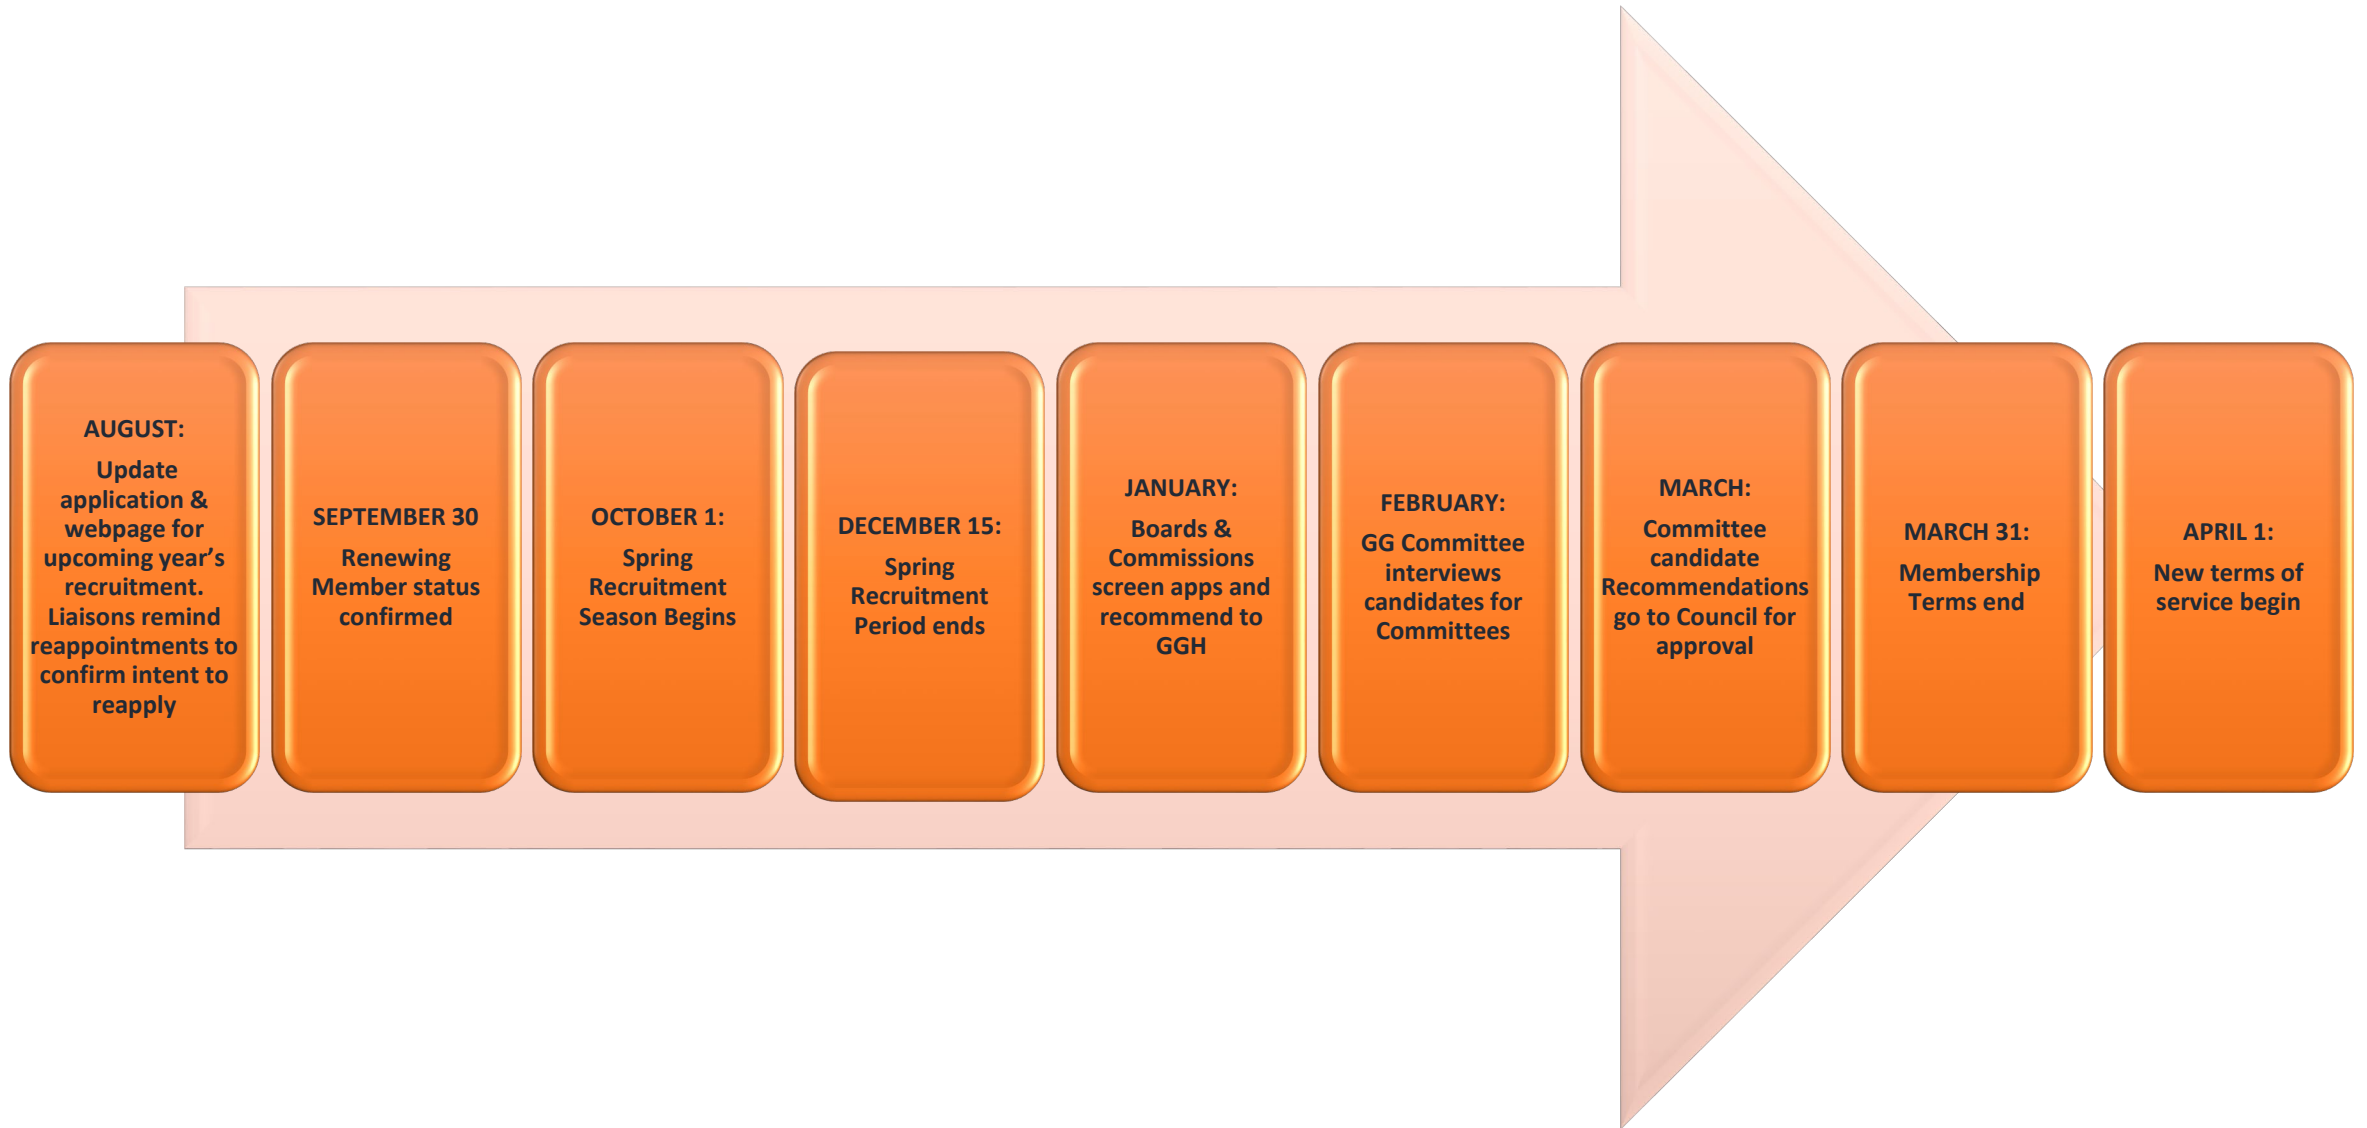 AUGUST:
Update
application &
webpage for
upcoming year’s
recruitment.
Liaisons remind
reappointments to
confirm intent to
reapply
SEPTEMBER 30
Renewing
Member status
confirmed
OCTOBER 1:
Spring
Recruitment
Season Begins
DECEMBER 15:
Spring
Recruitment
Period ends
JANUARY:
Boards &
Commissions
screen apps and
recommend to
GGH
FEBRUARY:
GG Committee
interviews
candidates for
Committees
MARCH:
Committee
candidate
Recommendations
go to Council for
approval
MARCH 31:
Membership
Terms end
APRIL 1:
New terms of
service begin